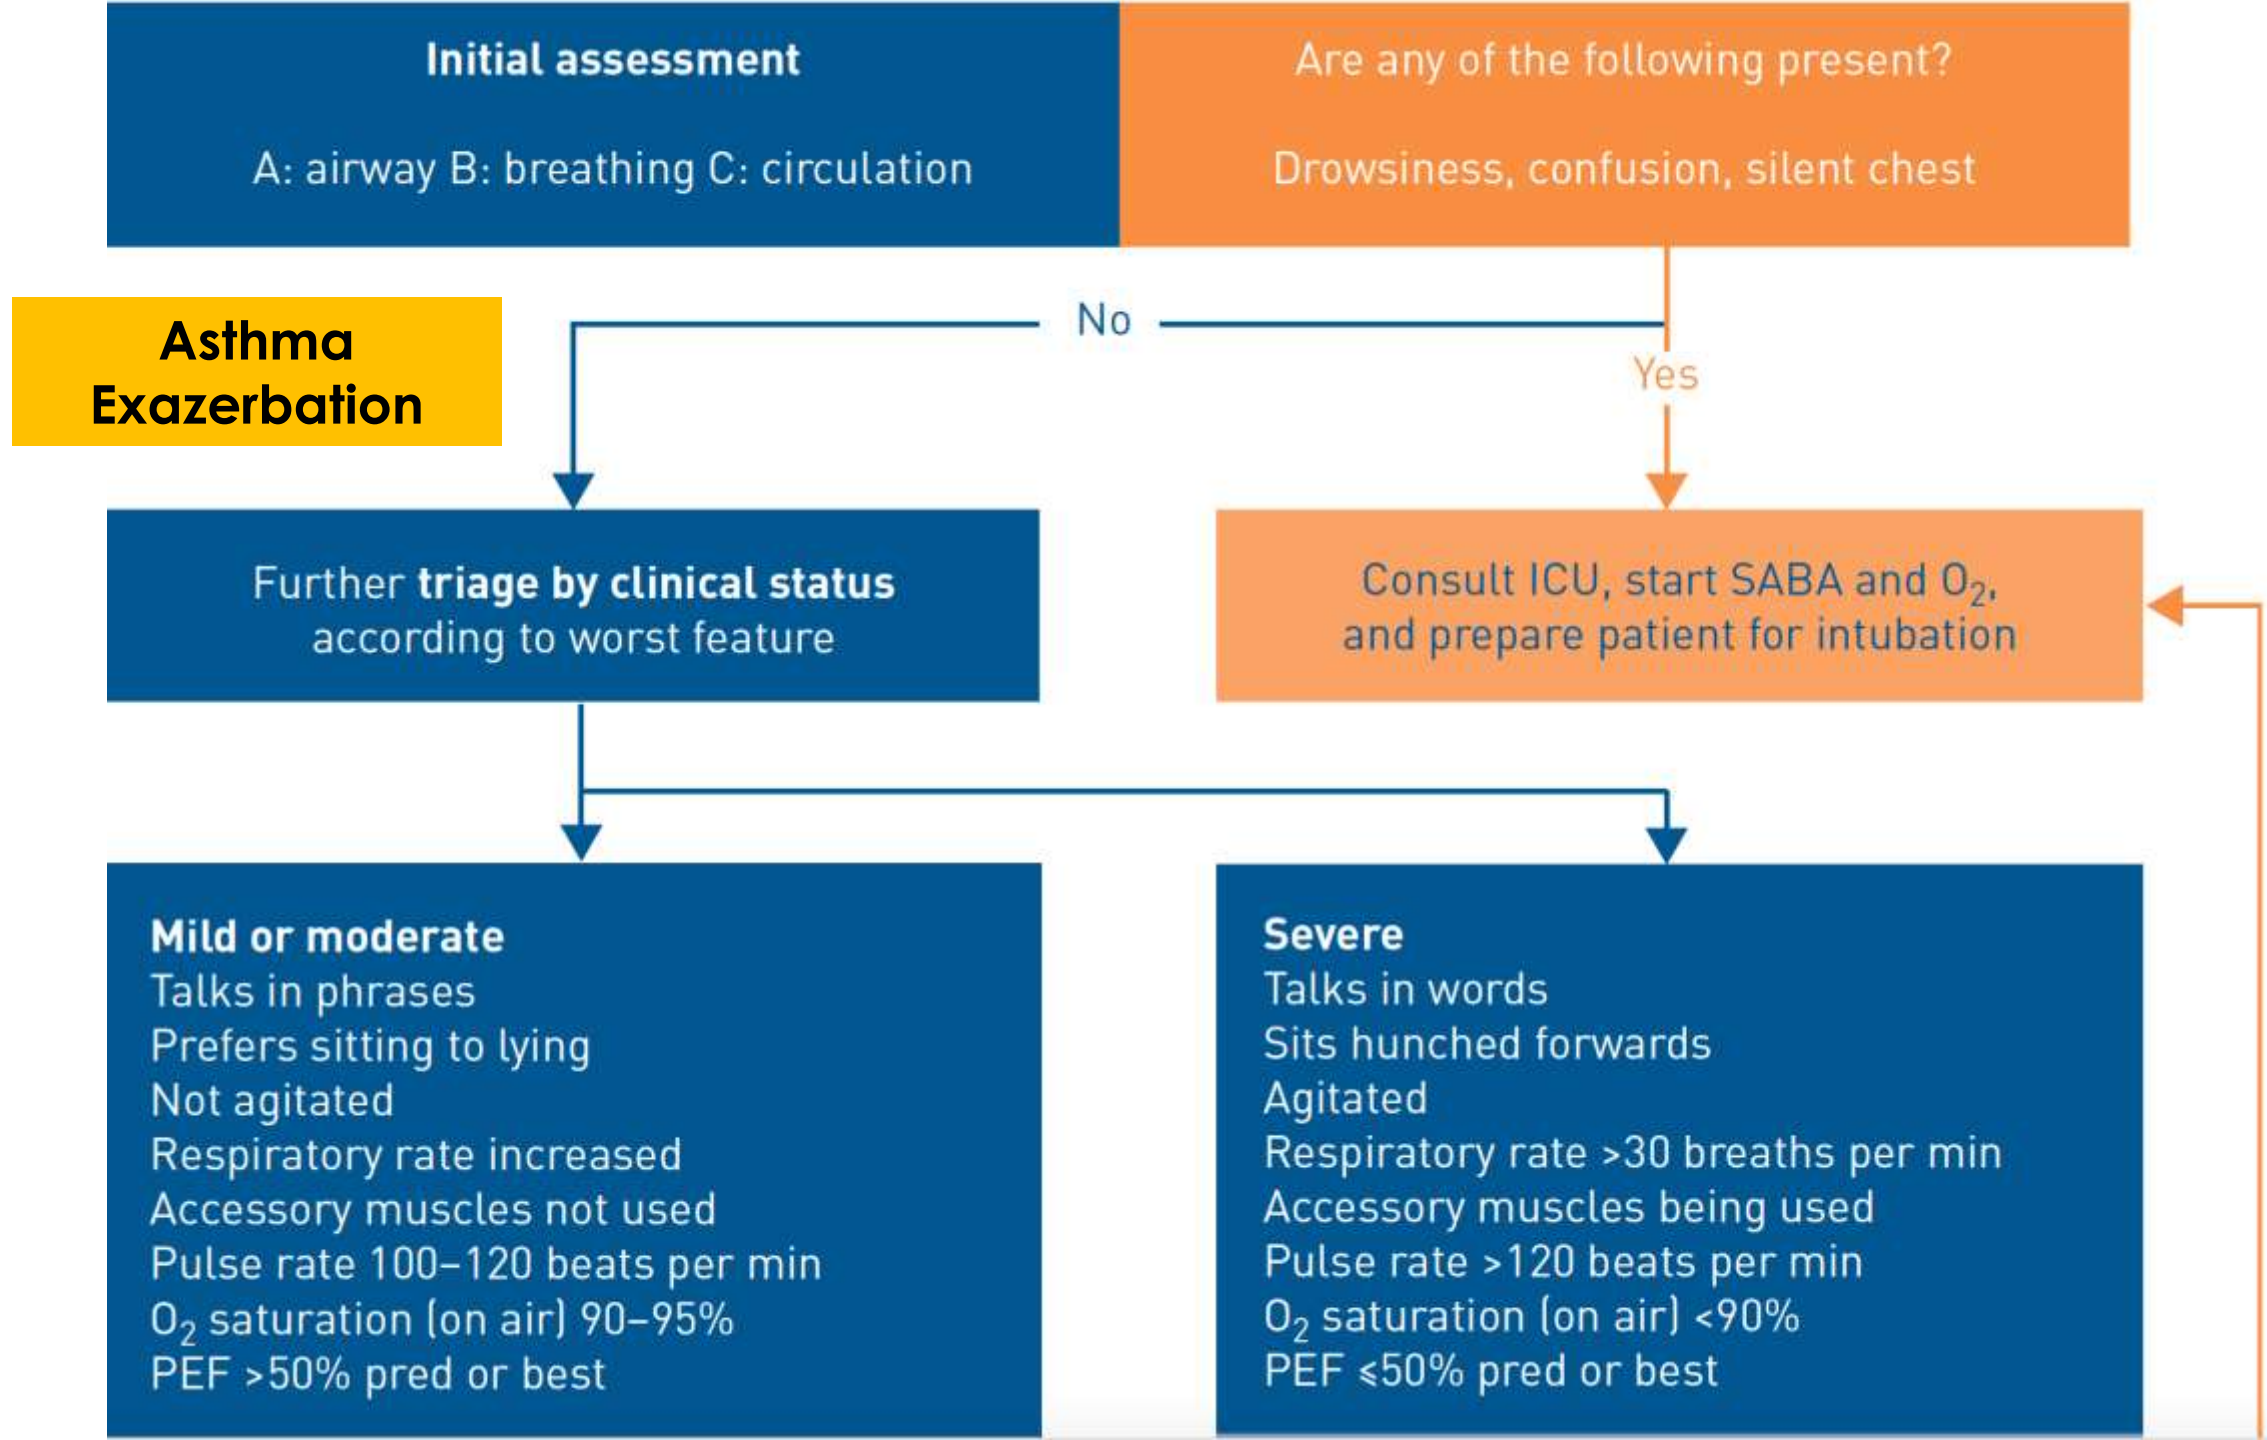 Initial assessment
A: airway B: breathing C: circulation
Are any of the following present?
Drowsiness, confusion, silent chest
No
Yes
Asthma
Exazerbation
Further triage by clinical status
according to worst feature
Consult ICU, start SABA and O₂,
and prepare patient for intubation
Mild or moderate
Talks in phrases
Prefers sitting to lying
Not agitated
Respiratory rate increased
Accessory muscles not used
Pulse rate 100–120 beats per min
O₂ saturation (on air) 90–95%
PEF >50% pred or best
Severe
Talks in words
Sits hunched forwards
Agitated
Respiratory rate >30 breaths per min
Accessory muscles being used
Pulse rate >120 beats per min
O₂ saturation (on air) <90%
PEF ⩽50% pred or best